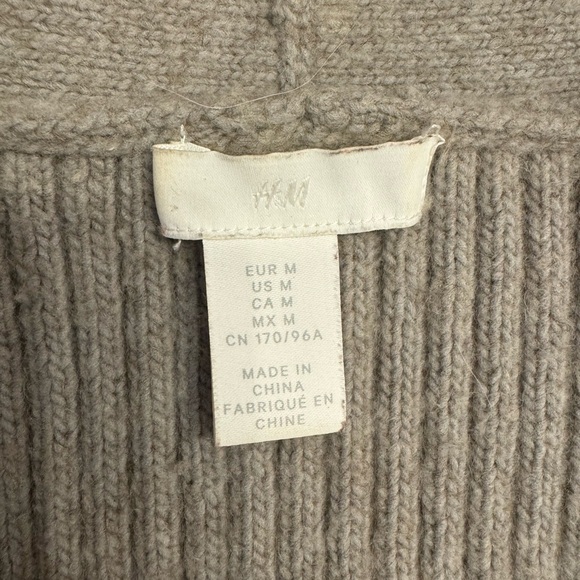 H&M
EUR M
US M
CA M
MX M
CN 170/96A
MADE IN
CHINA
FABRIQUÉ EN
CHINE